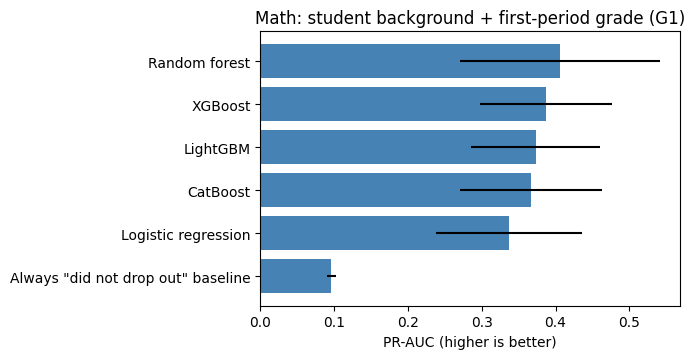 Math: student background + first-period grade (G1)
Random forest
XGBoost
LightGBM
CatBoost
Logistic regression
Always "did not drop out" baseline
0.0 0.1 0.2 0.3 0.4 0.5
PR-AUC (higher is better)